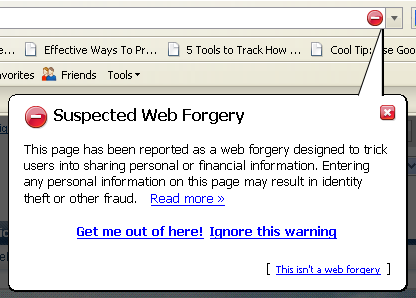 Effective Ways To Pr... 5 Tools to Track How ... Cool Tip: Use Goo
avorites Friends Tools
Suspected Web Forgery
This page has been reported as a web forgery designed to trick
users into sharing personal or financial information. Entering
any personal information on this page may result in identity
theft or other fraud. Read more »
Get me out of here! Ignore this warning
[ This isn't a web forgery ]